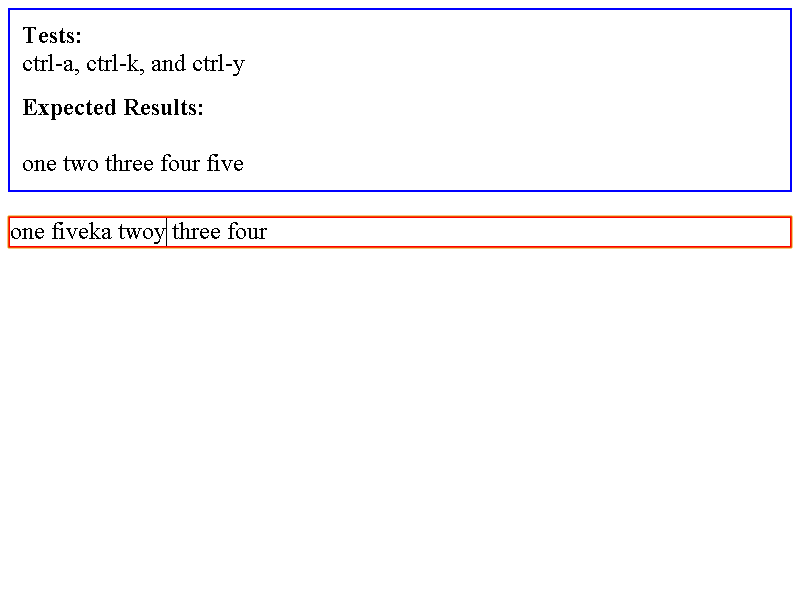 Tests:
ctrl-a, ctrl-k, and ctrl-y
Expected Results:
one two three four five
one fiveka twoy three four